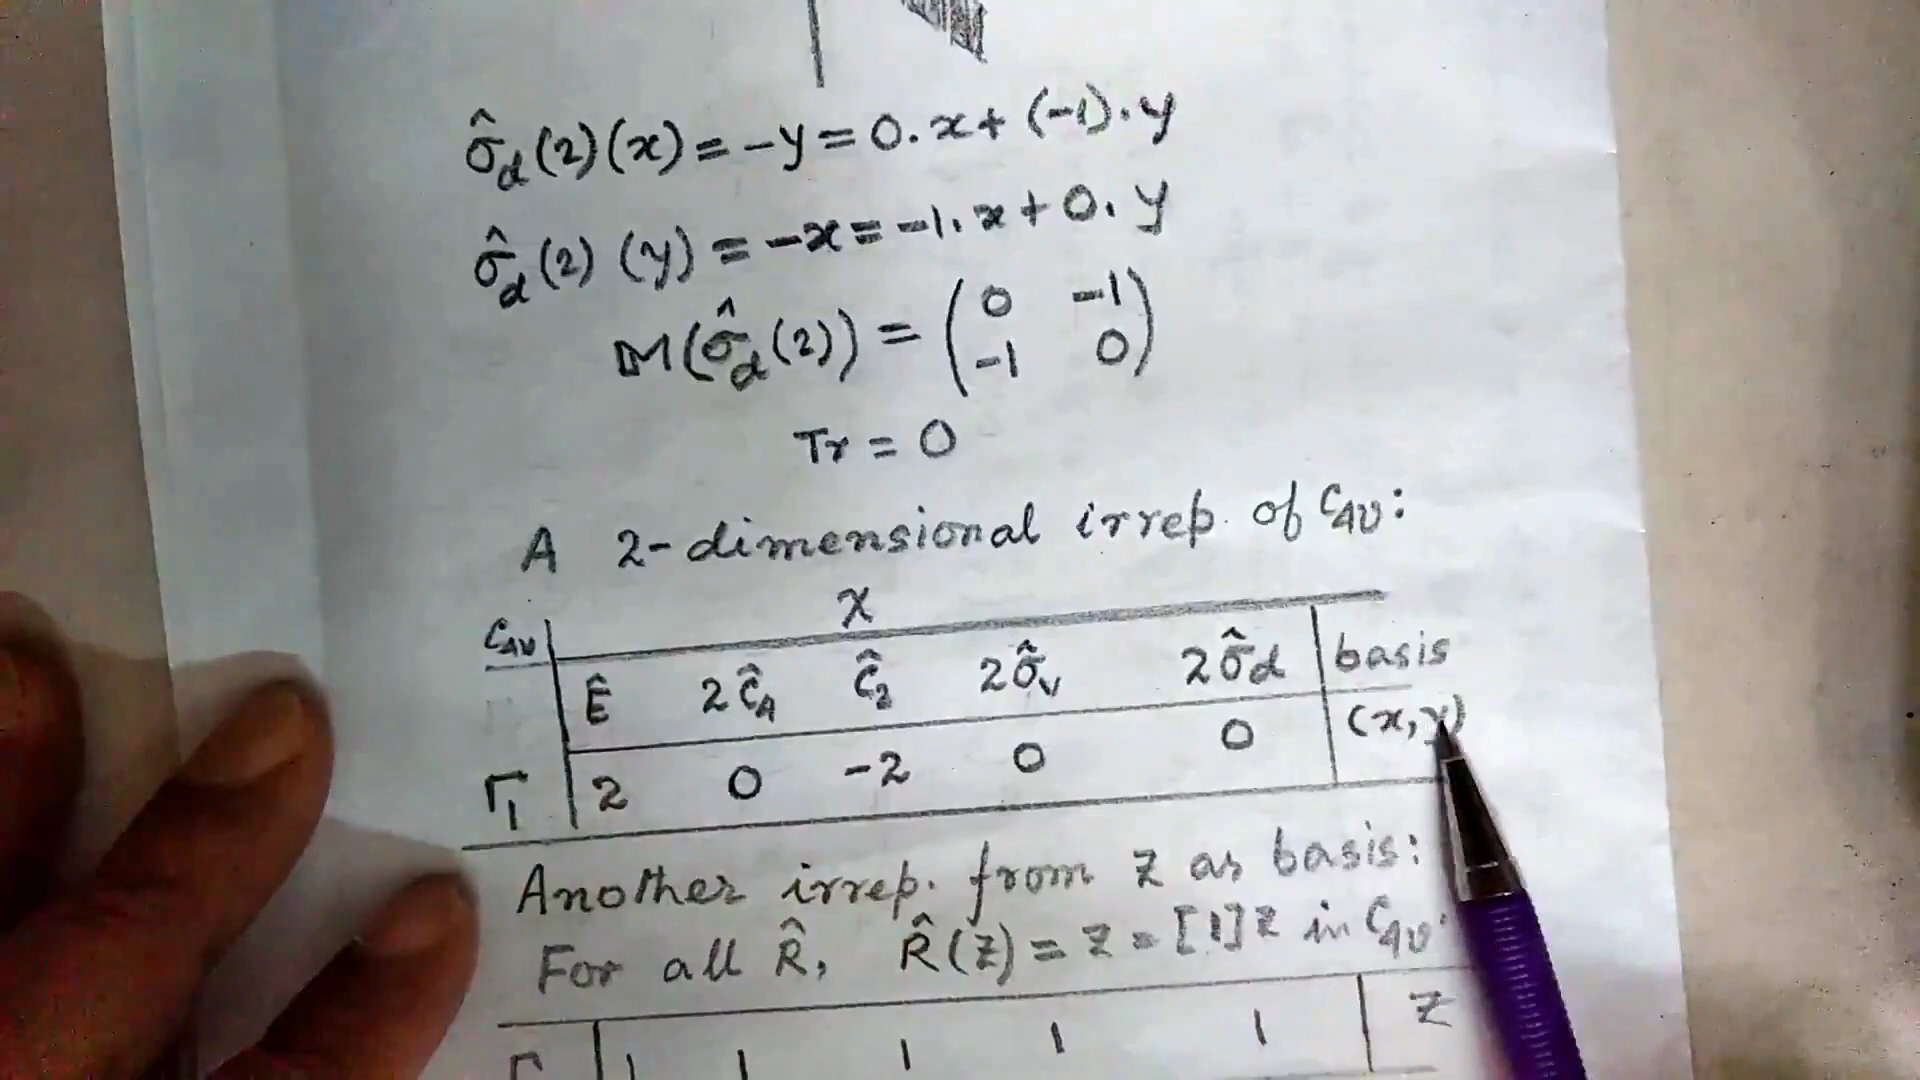 σ̂d(2)(x) = -y = 0.x + (-1).y
σ̂d(2)(y) = -x = -1.x + 0.y
M(σ̂d(2)) = (0 -1
-1 0)
Tr = 0
A 2-dimensional irrep. of C4v:
χ
C4v Ê 2Ĉ4 Ĉ2 2σ̂v 2σ̂d basis
Γ1 2 0 -2 0 0 (x,y)
Another irrep. from z as basis:
For all R̂, R̂(z) = z = [1]z in C4v.
Γ 1 1 1 1 1 z